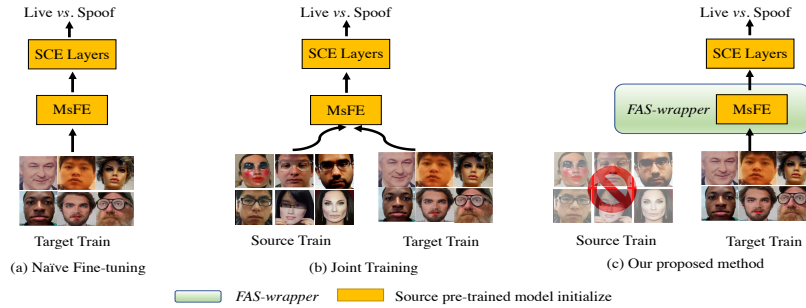 Live vs. Spoof
SCE Layers
MsFE
Target Train
(a) Naïve Fine-tuning
Live vs. Spoof
SCE Layers
MsFE
Source Train
Target Train
(b) Joint Training
Live vs. Spoof
SCE Layers
FAS-wrapper
MsFE
Source Train
Target Train
(c) Our proposed method
FAS-wrapper
Source pre-trained model initialize